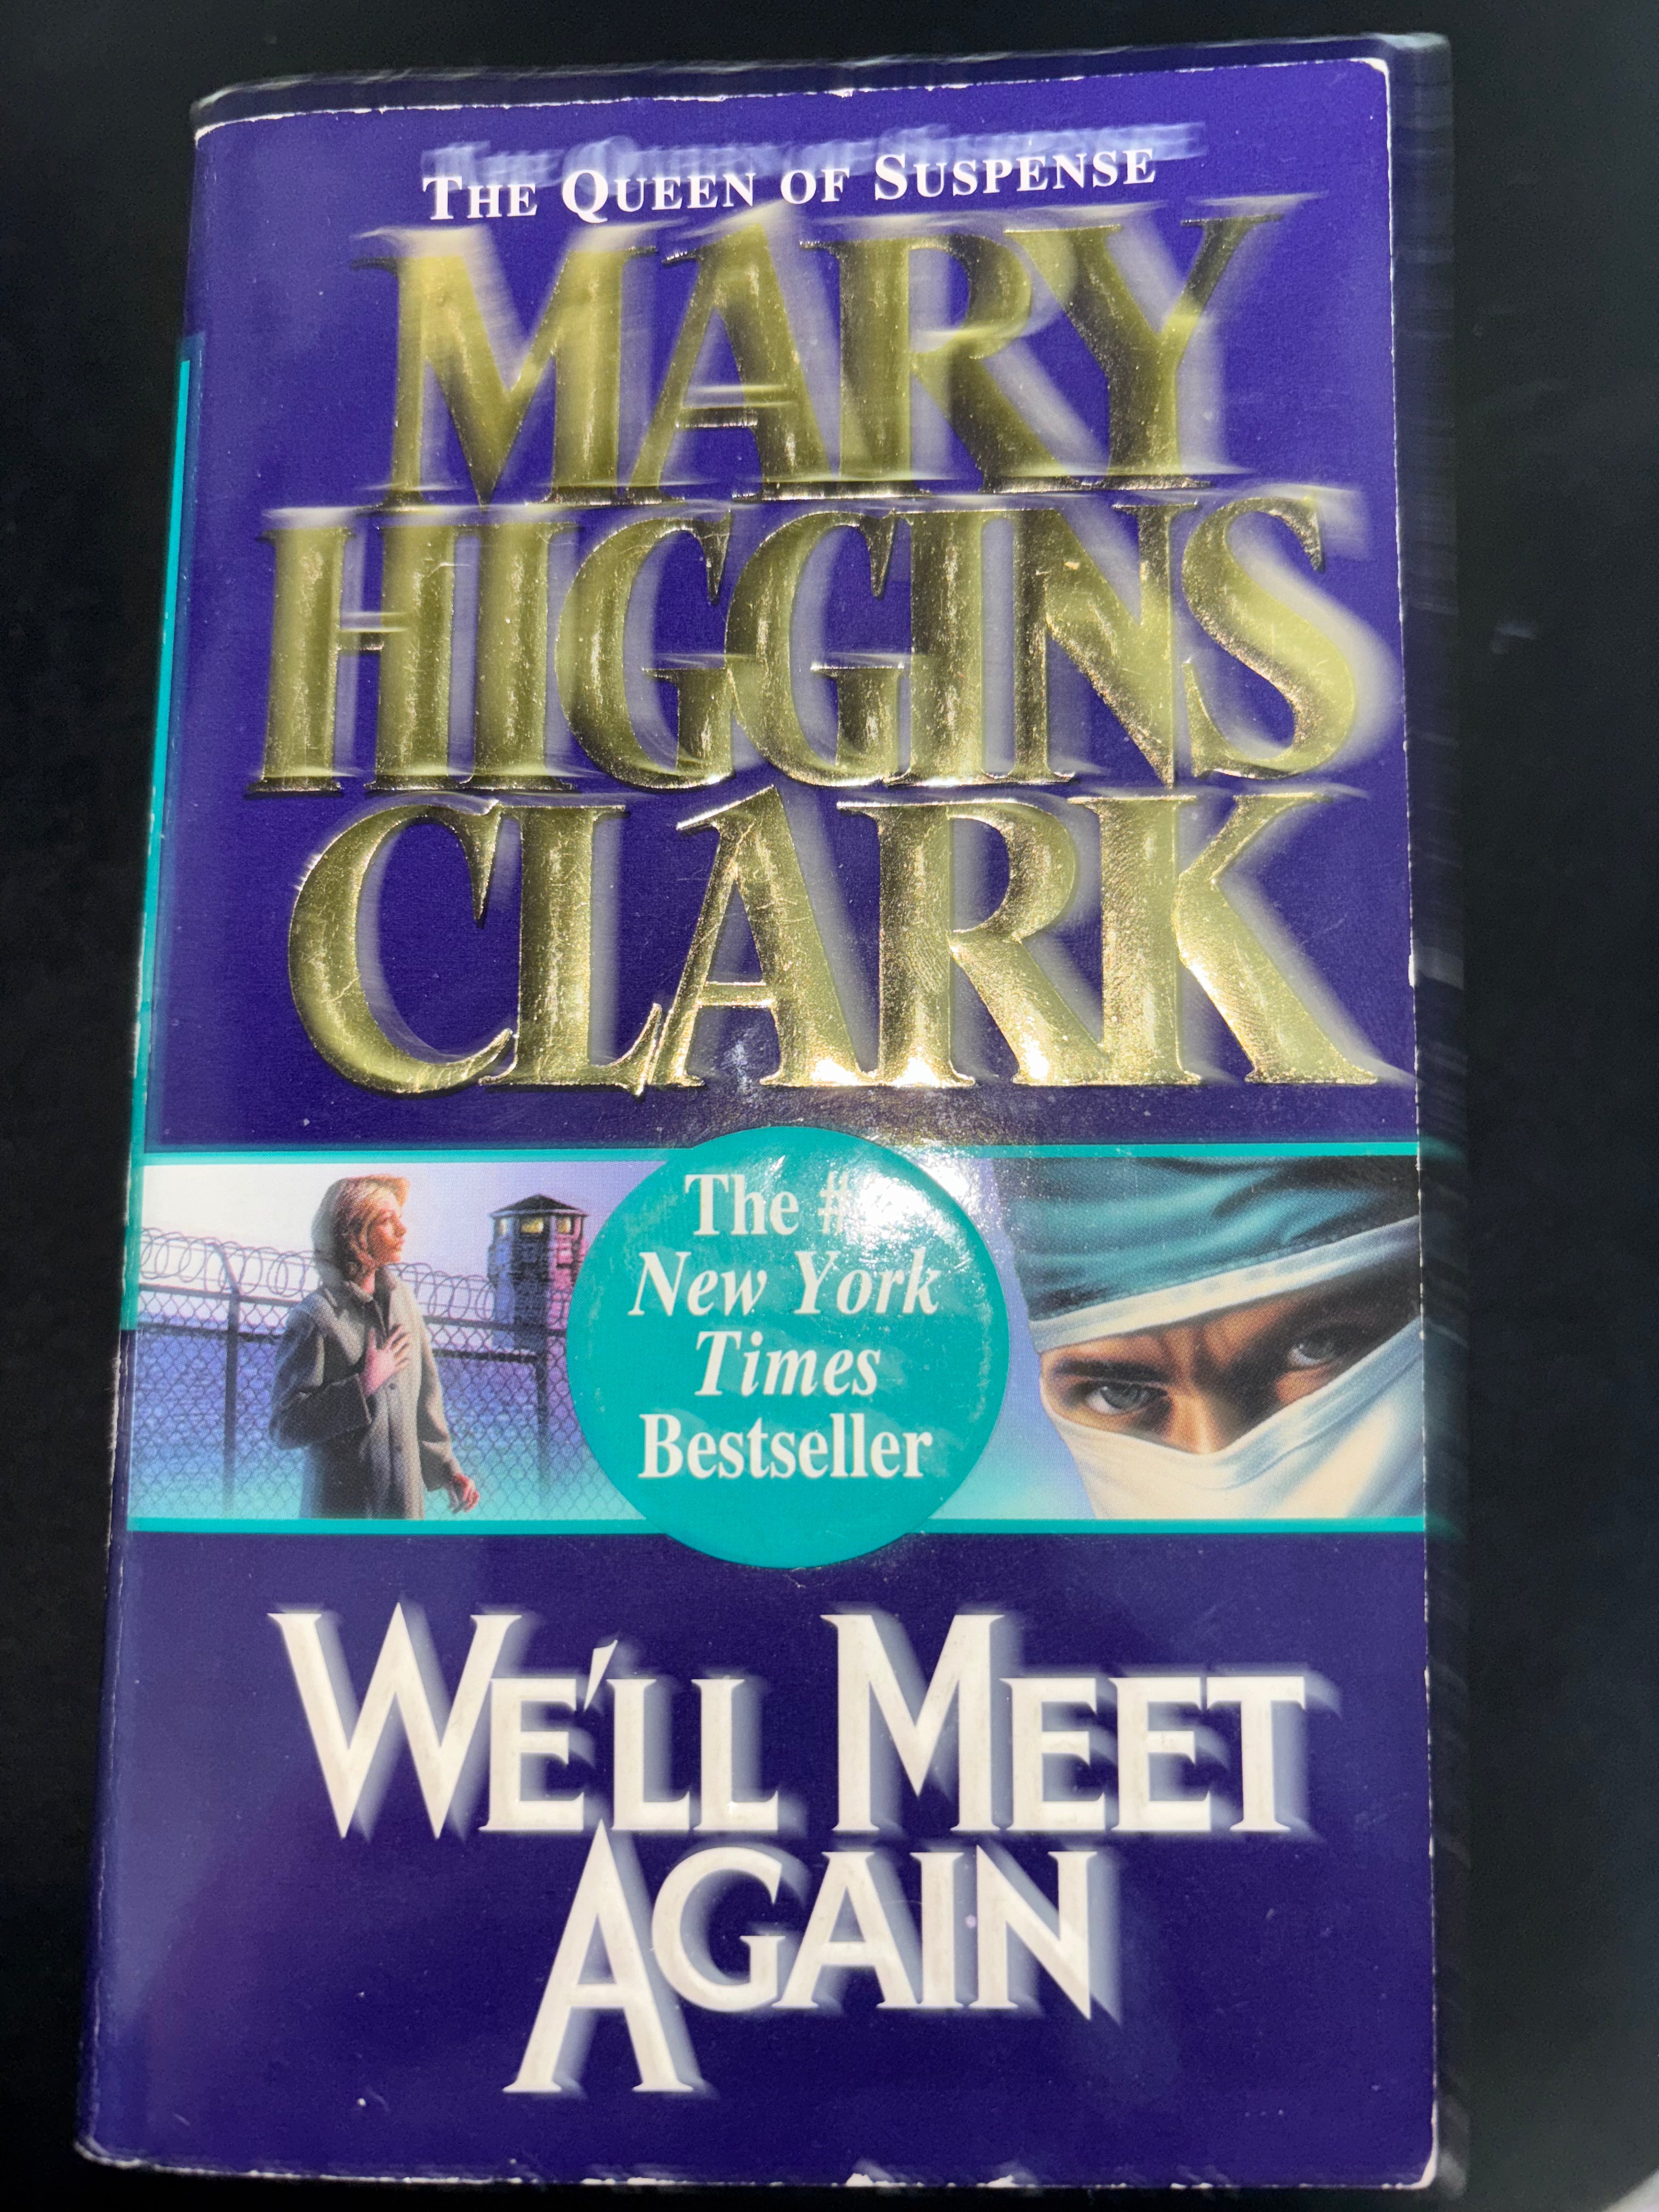 THE QUEEN OF SUSPENSE
MARY
HIGGINS
CLARK
The #
New York
Times
Bestseller
WE'LL MEET
AGAIN